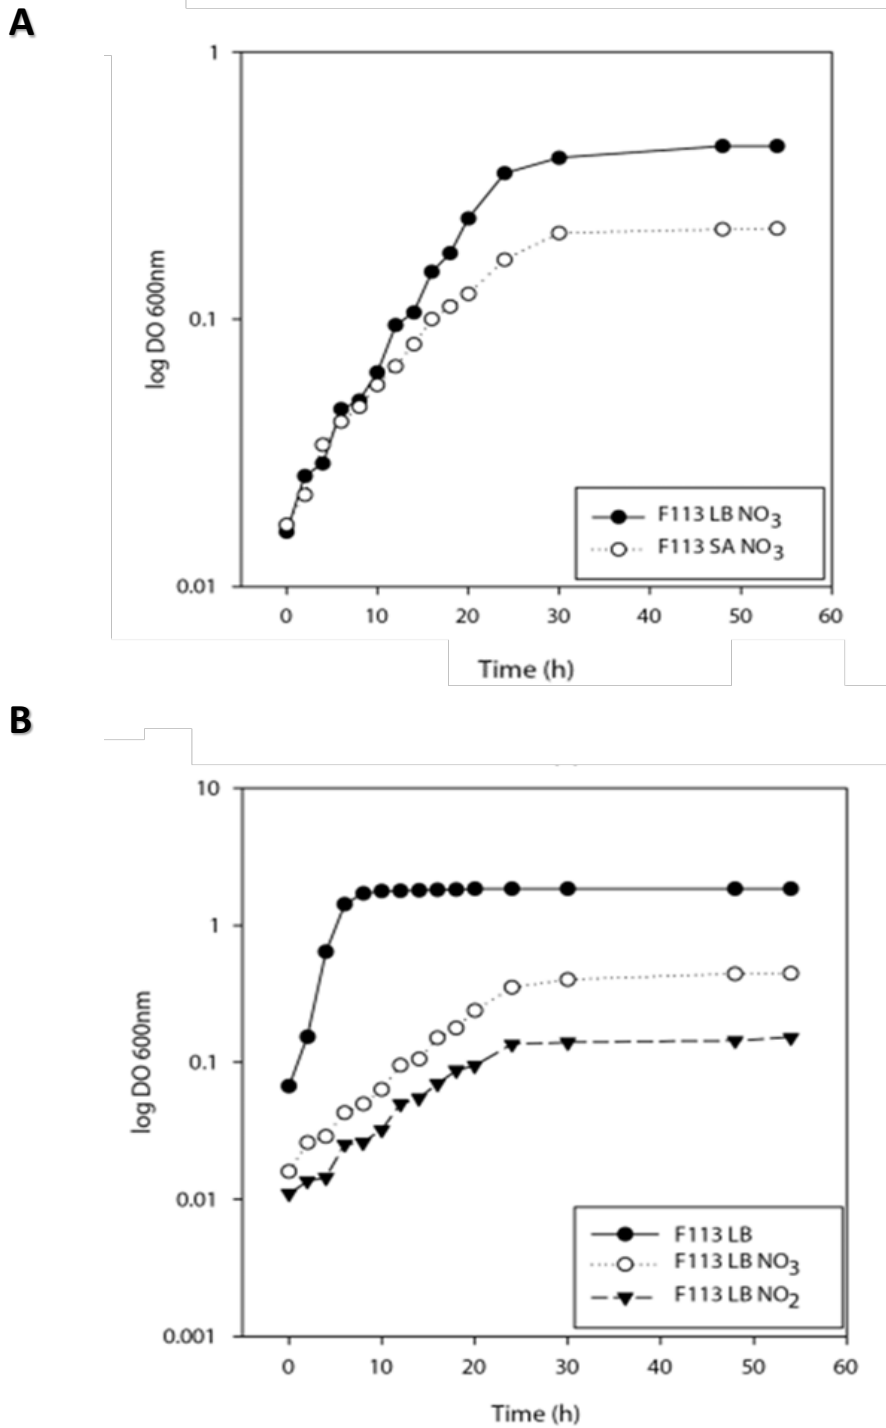 A
1
0.1
0.01
log DO 600nm
F113 LB NO3
F113 SA NO3
0 10 20 30 40 50 60
Time (h)
B
10
1
0.1
0.01
0.001
log DO 600nm
F113 LB
F113 LB NO3
F113 LB NO2
0 10 20 30 40 50 60
Time (h)